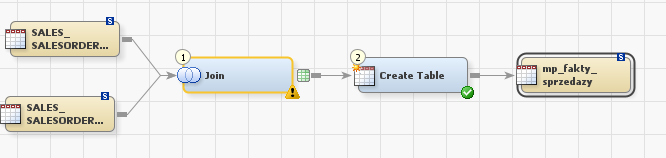 S
SALES_
SALESORDER...
1
Join
2
Create Table
S
mp_fakty_
sprzedazy
S
SALES_
SALESORDER...